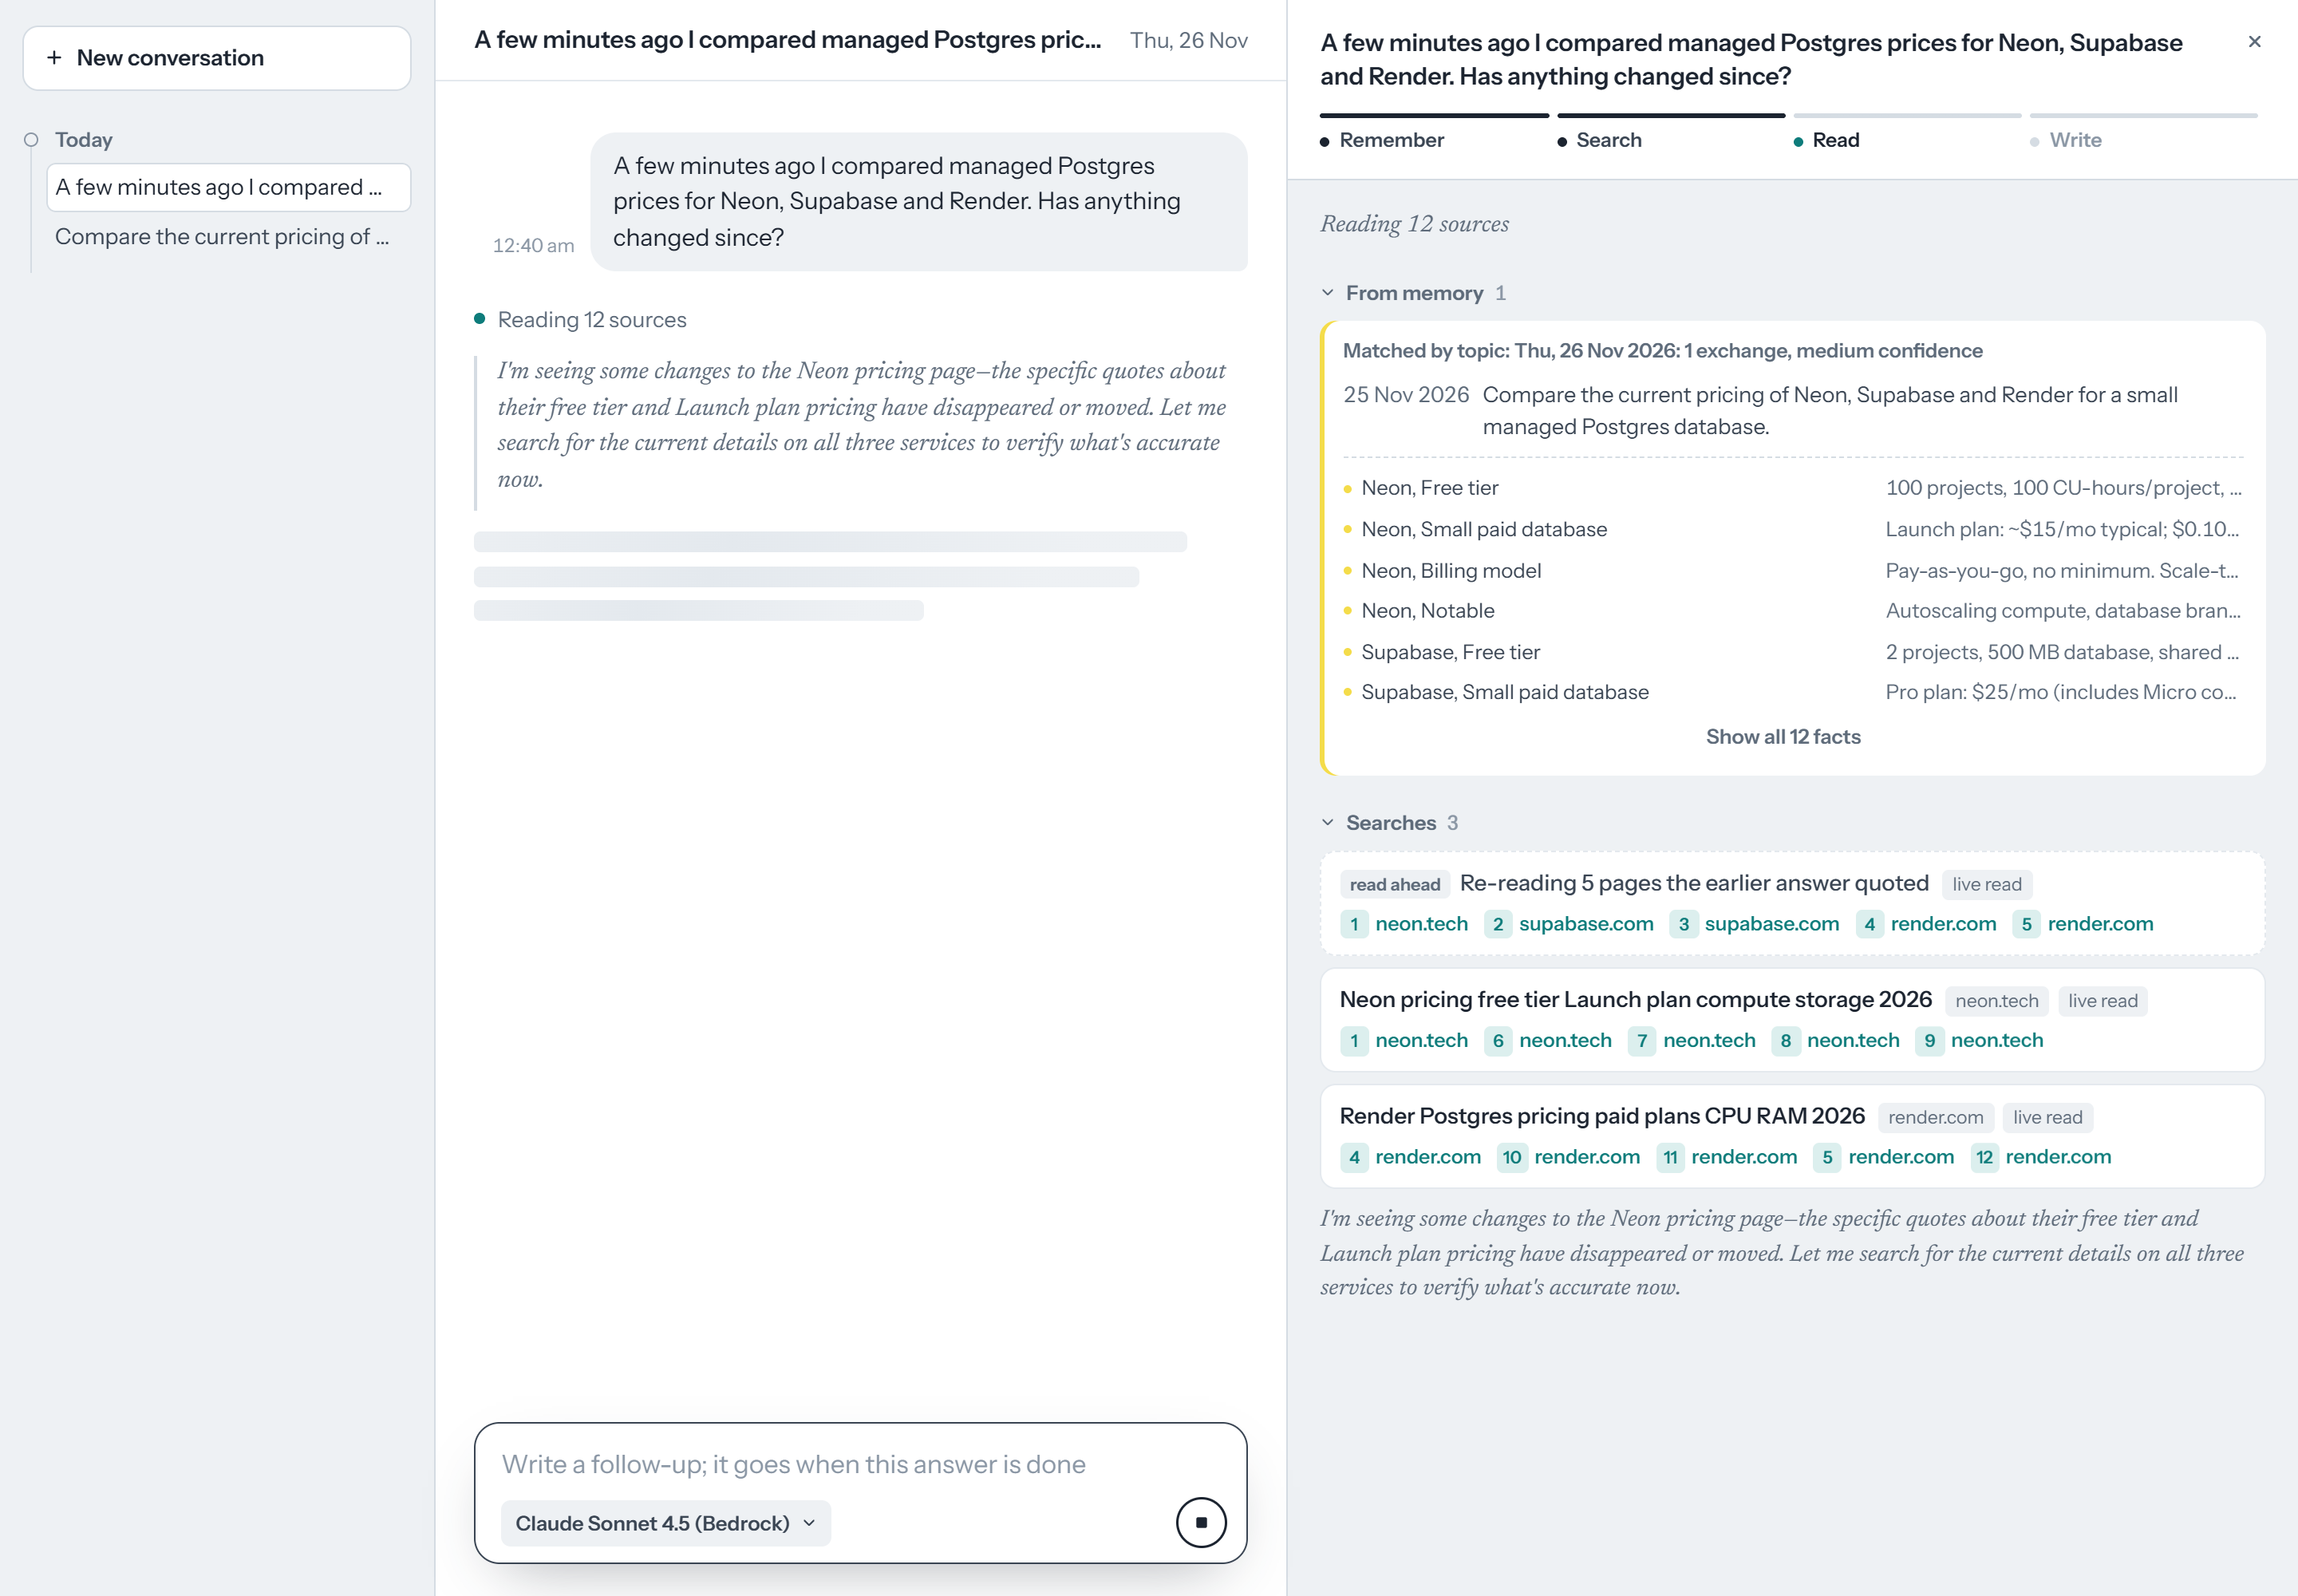 New conversation
Today
A few minutes ago I compared ...
Compare the current pricing of ...
A few minutes ago I compared managed Postgres pric...
Thu, 26 Nov
A few minutes ago I compared managed Postgres
prices for Neon, Supabase and Render. Has anything
changed since?
12:40 am
Reading 12 sources
I'm seeing some changes to the Neon pricing page—the specific quotes about
their free tier and Launch plan pricing have disappeared or moved. Let me
search for the current details on all three services to verify what's accurate
now.
Write a follow-up; it goes when this answer is done
Claude Sonnet 4.5 (Bedrock)
A few minutes ago I compared managed Postgres prices for Neon, Supabase
and Render. Has anything changed since?
Remember
Search
Read
Write
Reading 12 sources
From memory 1
Matched by topic: Thu, 26 Nov 2026: 1 exchange, medium confidence
25 Nov 2026 Compare the current pricing of Neon, Supabase and Render for a small
managed Postgres database.
Neon, Free tier 100 projects, 100 CU-hours/project, ...
Neon, Small paid database Launch plan: ~$15/mo typical; $0.10...
Neon, Billing model Pay-as-you-go, no minimum. Scale-t...
Neon, Notable Autoscaling compute, database bran...
Supabase, Free tier 2 projects, 500 MB database, shared ...
Supabase, Small paid database Pro plan: $25/mo (includes Micro co...
Show all 12 facts
Searches 3
read ahead Re-reading 5 pages the earlier answer quoted live read
1 neon.tech 2 supabase.com 3 supabase.com 4 render.com 5 render.com
Neon pricing free tier Launch plan compute storage 2026 neon.tech live read
1 neon.tech 6 neon.tech 7 neon.tech 8 neon.tech 9 neon.tech
Render Postgres pricing paid plans CPU RAM 2026 render.com live read
4 render.com 10 render.com 11 render.com 5 render.com 12 render.com
I'm seeing some changes to the Neon pricing page—the specific quotes about their free tier and
Launch plan pricing have disappeared or moved. Let me search for the current details on all three
services to verify what's accurate now.